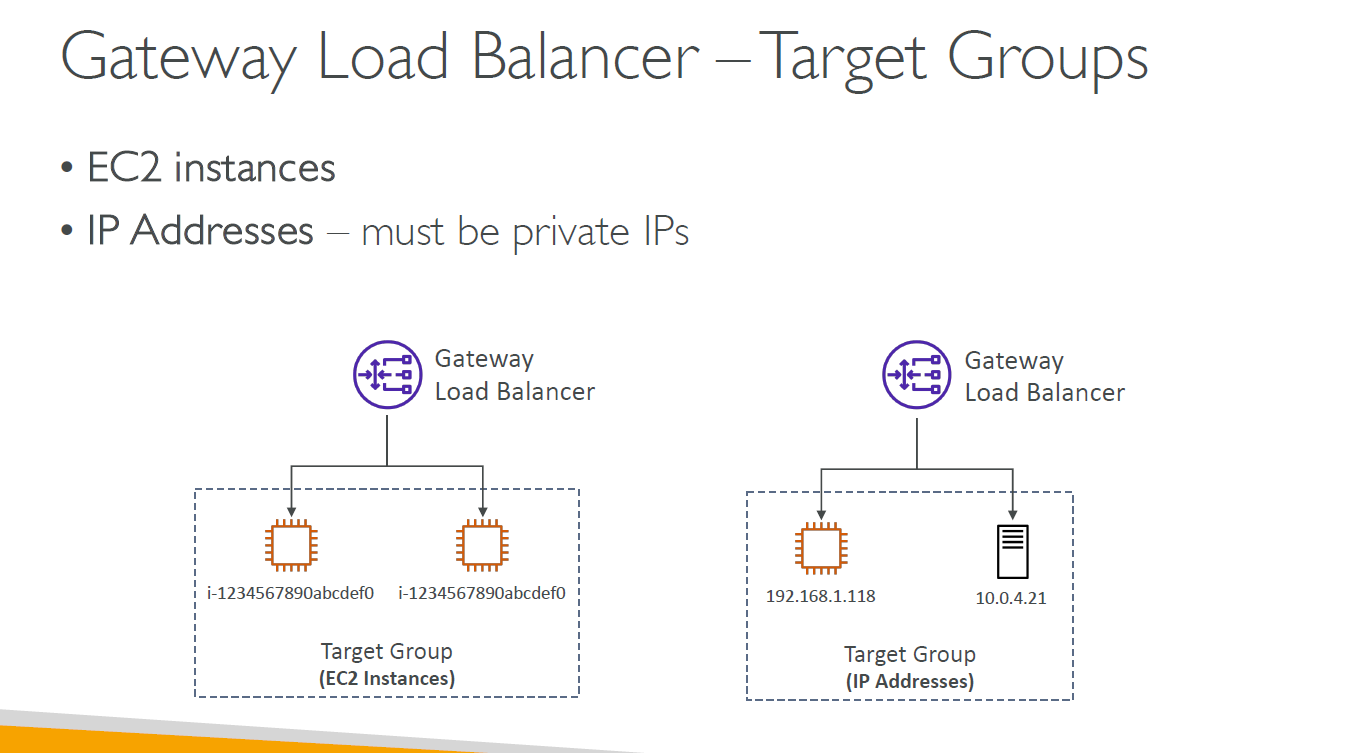 Gateway Load Balancer – Target Groups
• EC2 instances
• IP Addresses – must be private IPs
Gateway
Load Balancer
i-1234567890abcdef0
i-1234567890abcdef0
Target Group
(EC2 Instances)
Gateway
Load Balancer
192.168.1.118
10.0.4.21
Target Group
(IP Addresses)